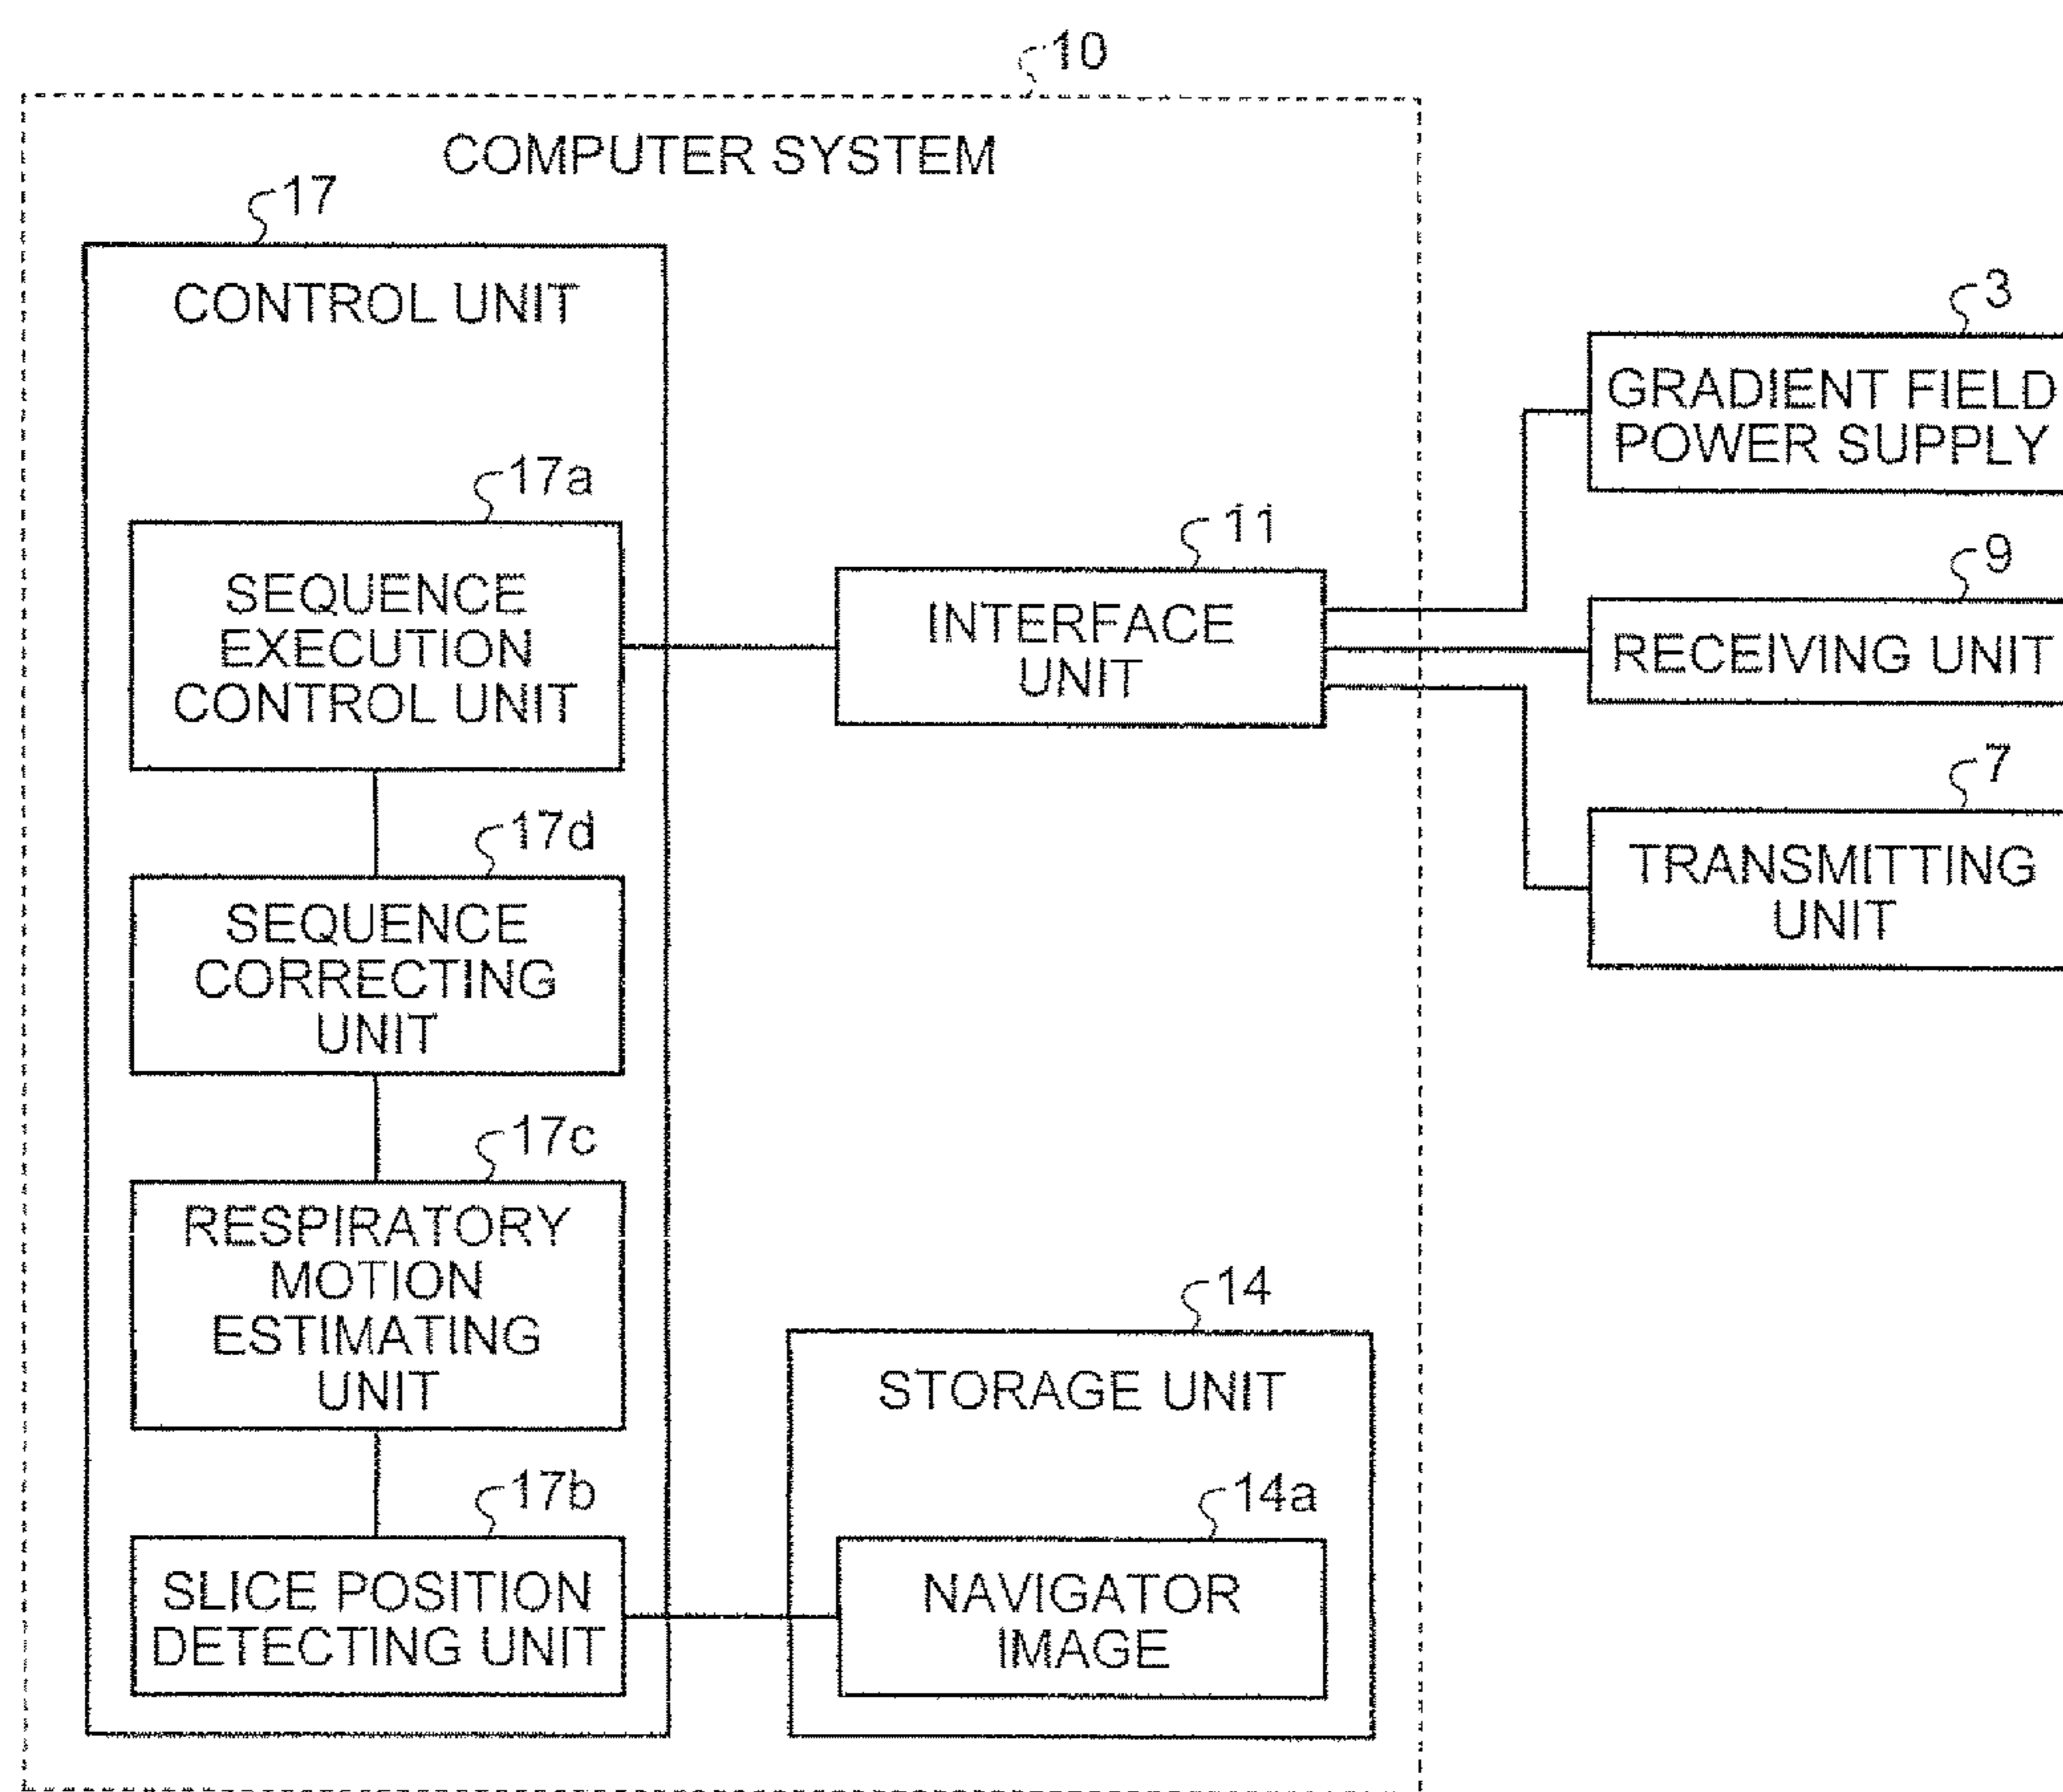 10
COMPUTER SYSTEM
17
CONTROL UNIT
17a
SEQUENCE
EXECUTION
CONTROL UNIT
17d
SEQUENCE
CORRECTING
UNIT
17c
RESPIRATORY
MOTION
ESTIMATING
UNIT
17b
SLICE POSITION
DETECTING UNIT
11
INTERFACE
UNIT
14
STORAGE UNIT
14a
NAVIGATOR
IMAGE
3
GRADIENT FIELD
POWER SUPPLY
9
RECEIVING UNIT
7
TRANSMITTING
UNIT